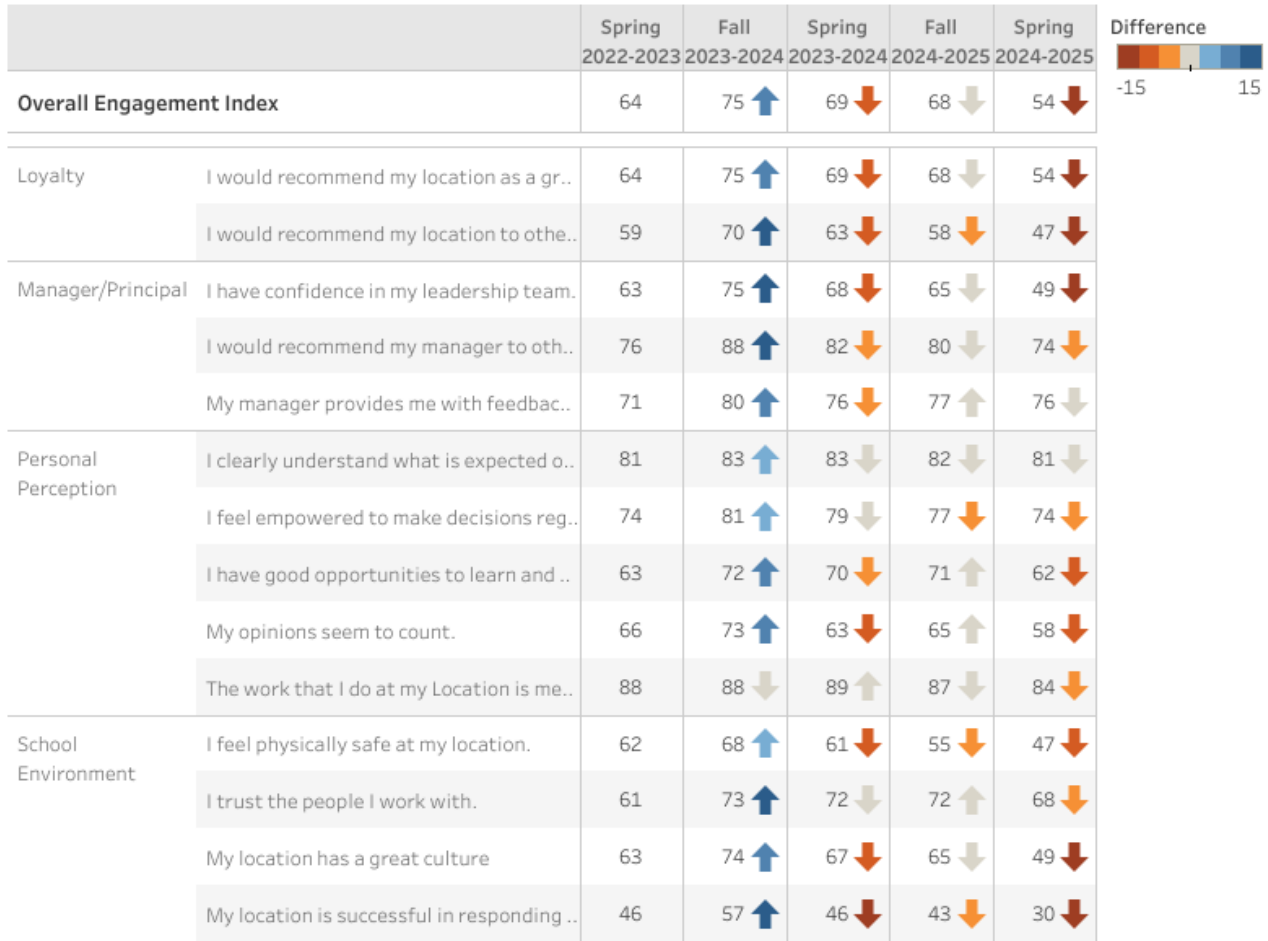 Spring Fall Spring Fall Spring Difference
2022-2023 2023-2024 2023-2024 2024-2025 2024-2025
-15 15
Overall Engagement Index 64 75 69 68 54
Loyalty I would recommend my location as a gr.. 64 75 69 68 54
I would recommend my location to othe.. 59 70 63 58 47
Manager/Principal I have confidence in my leadership team. 63 75 68 65 49
I would recommend my manager to oth.. 76 88 82 80 74
My manager provides me with feedbac.. 71 80 76 77 76
Personal I clearly understand what is expected o.. 81 83 83 82 81
Perception
I feel empowered to make decisions reg.. 74 81 79 77 74
I have good opportunities to learn and .. 63 72 70 71 62
My opinions seem to count. 66 73 63 65 58
The work that I do at my Location is me.. 88 88 89 87 84
School I feel physically safe at my location. 62 68 61 55 47
Environment
I trust the people I work with. 61 73 72 72 68
My location has a great culture 63 74 67 65 49
My location is successful in responding .. 46 57 46 43 30